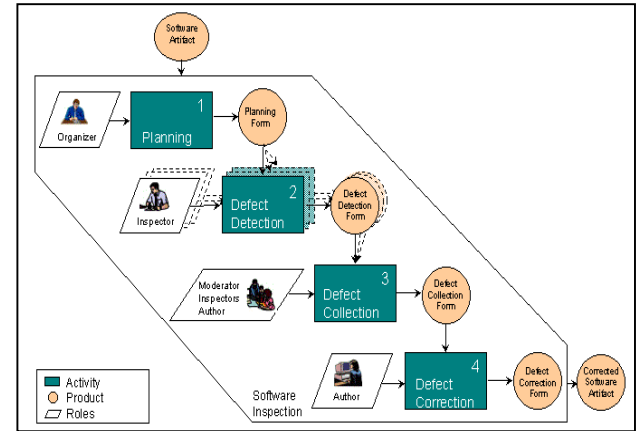 Software
Artifact
1
Planning
Organizer
Planning
Form
2
Defect
Detection
Inspector
Defect
Detection
Form
3
Defect
Collection
Moderator
Inspectors
Author
Defect
Collection
Form
4
Defect
Correction
Author
Defect
Correction
Form
Corrected
Software
Artifact
Software
Inspection
Activity
Product
Roles